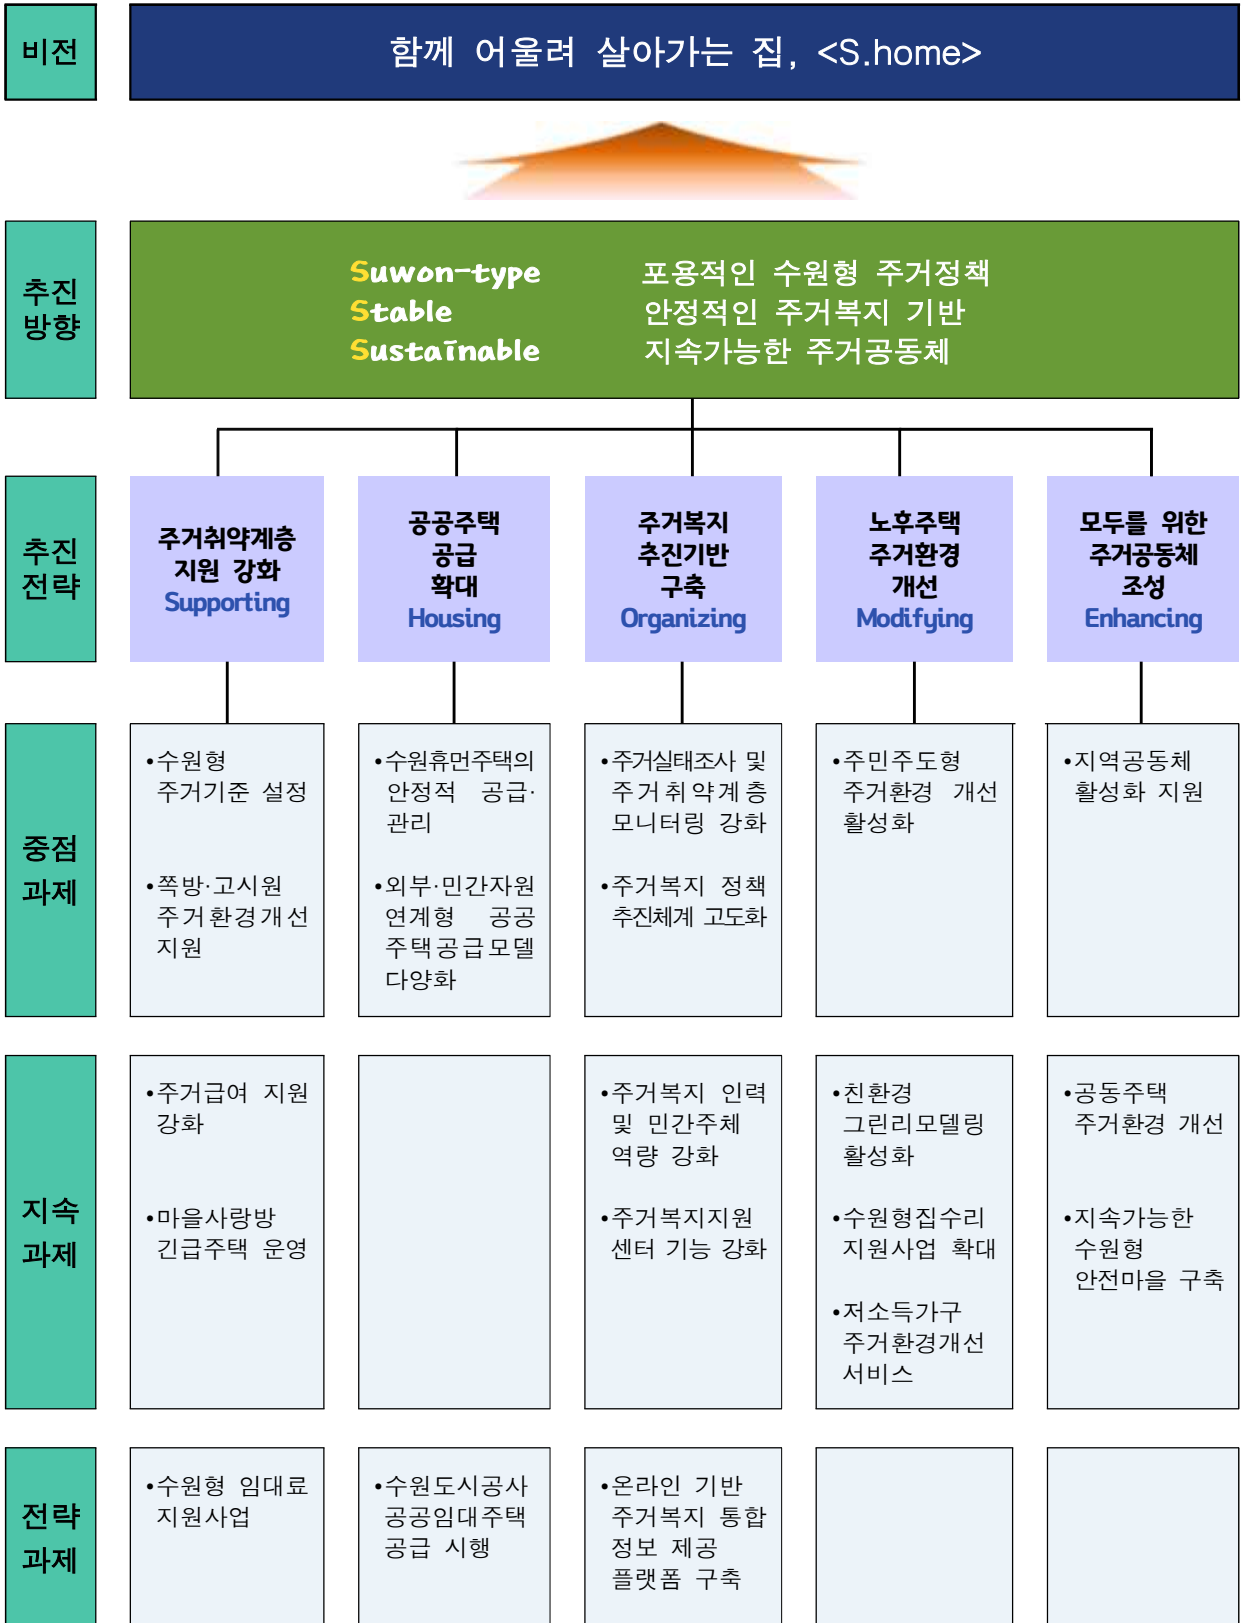 비전
함께 어울려 살아가는 집, <S.home>
추진
방향
Suwon-type 포용적인 수원형 주거정책
Stable 안정적인 주거복지 기반
Sustainable 지속가능한 주거공동체
추진
전략
주거취약계층
지원 강화
Supporting
공공주택
공급
확대
Housing
주거복지
추진기반
구축
Organizing
노후주택
주거환경
개선
Modifying
모두를 위한
주거공동체
조성
Enhancing
중점
과제
•수원형
주거기준 설정
•쪽방·고시원
주거환경개선
지원
•수원휴먼주택의
안정적 공급·
관리
•외부·민간자원
연계형 공공
주택공급모델
다양화
•주거실태조사 및
주거취약계층
모니터링 강화
•주거복지 정책
추진체계 고도화
•주민주도형
주거환경 개선
활성화
•지역공동체
활성화 지원
지속
과제
•주거급여 지원
강화
•마을사랑방
긴급주택 운영
•주거복지 인력
및 민간주체
역량 강화
•주거복지지원
센터 기능 강화
•친환경
그린리모델링
활성화
•수원형집수리
지원사업 확대
•저소득가구
주거환경개선
서비스
•공동주택
주거환경 개선
•지속가능한
수원형
안전마을 구축
전략
과제
•수원형 임대료
지원사업
•수원도시공사
공공임대주택
공급 시행
•온라인 기반
주거복지 통합
정보 제공
플랫폼 구축